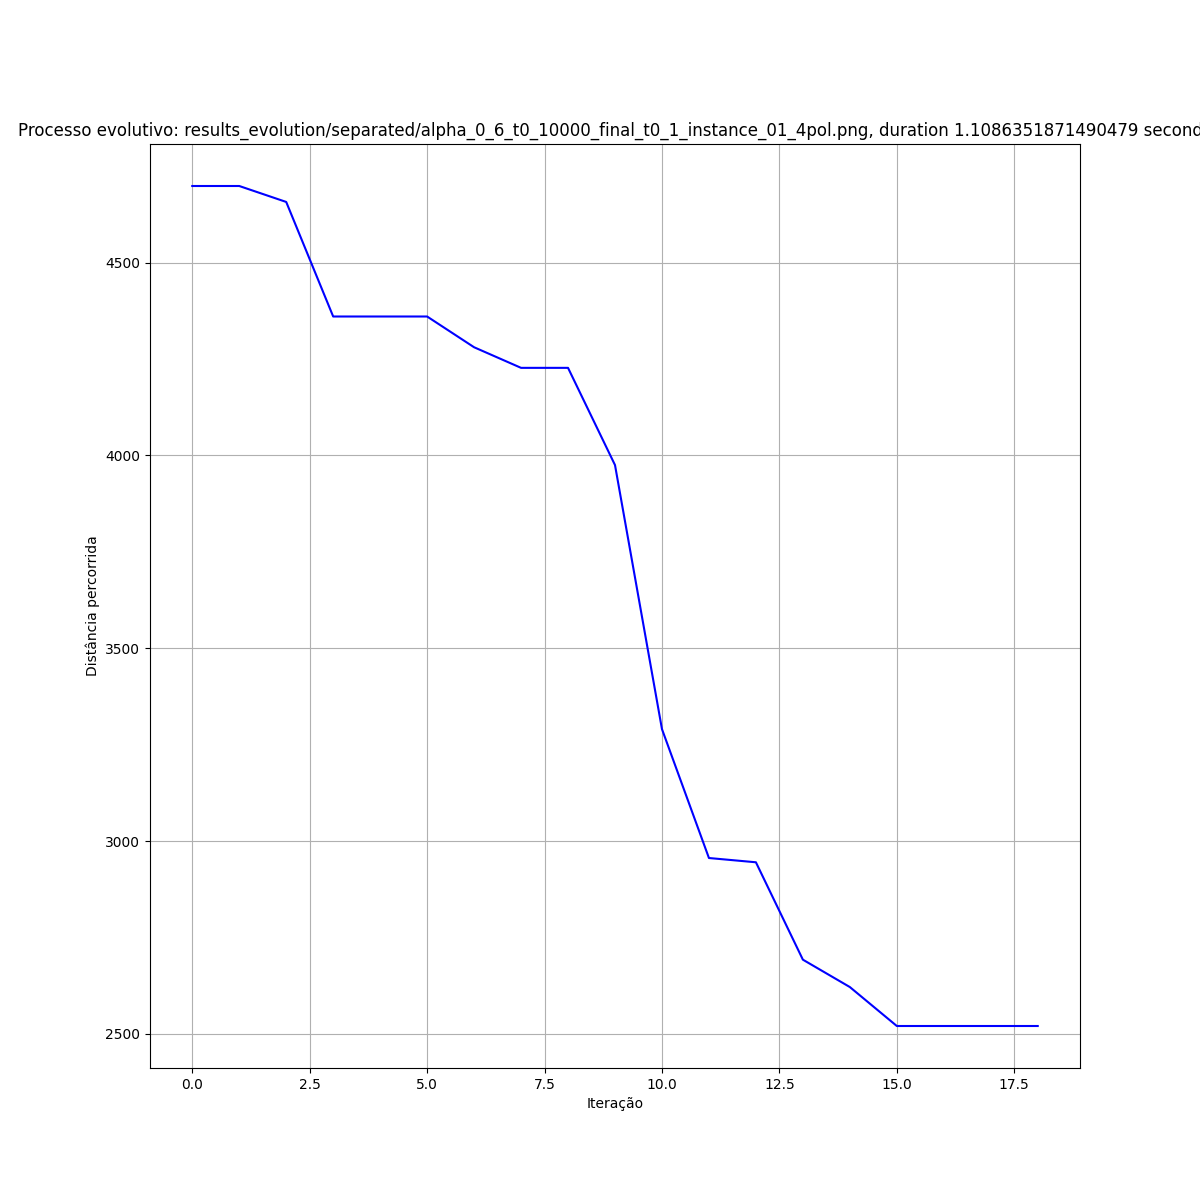 Processo evolutivo: results_evolution/separated/alpha_0_6_t0_10000_final_t0_1_instance_01_4pol.png, duration 1.1086351871490479 second
4500
4000
3500
3000
2500
Distância percorrida
0.0 2.5 5.0 7.5 10.0 12.5 15.0 17.5
Iteração